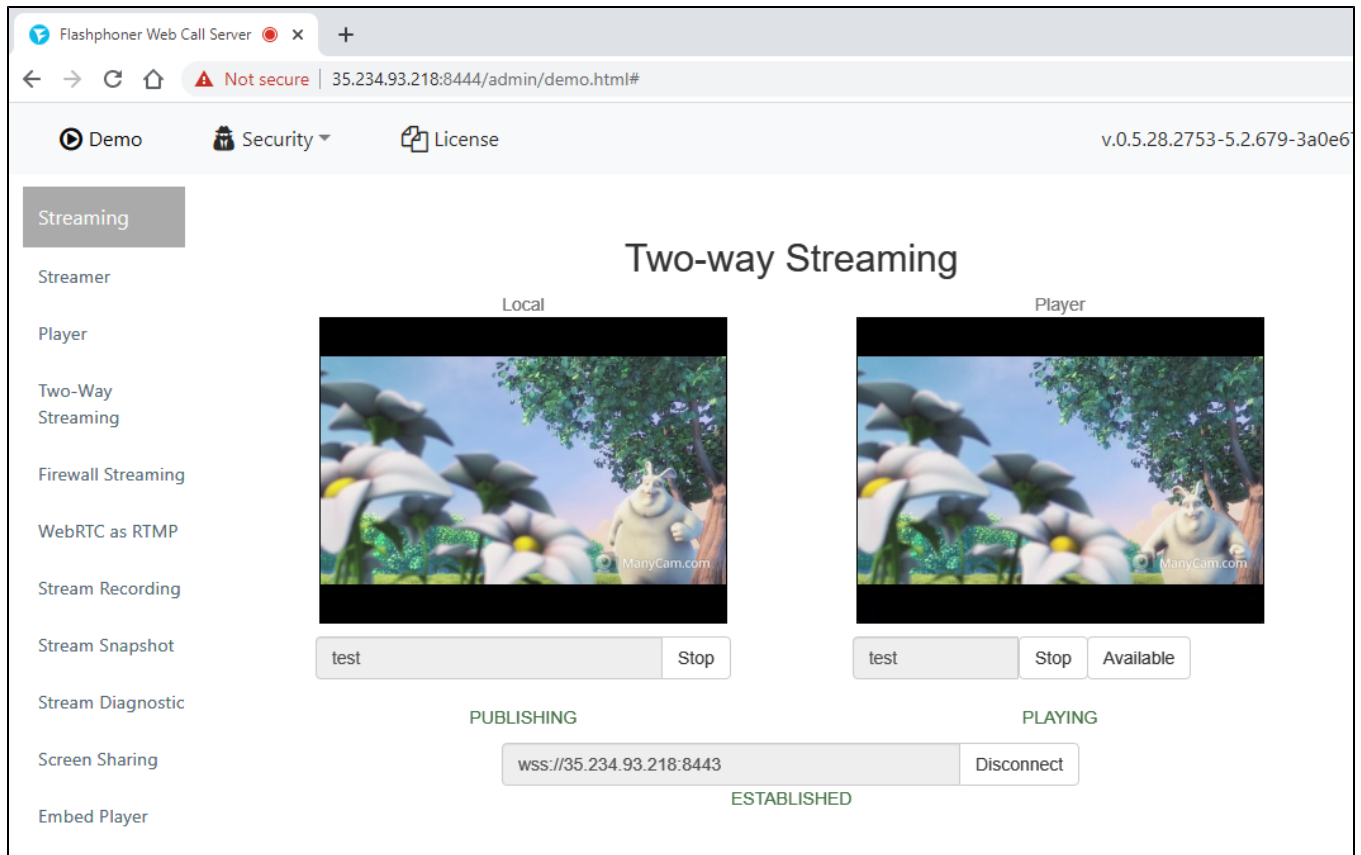 Flashphoner Web Call Server
Not secure 35.234.93.218:8444/admin/demo.html#
Demo Security License v.0.5.28.2753-5.2.679-3a0e67
Streaming
Two-way Streaming
Streamer
Local Player
Player
Two-Way
Streaming
Firewall Streaming
WebRTC as RTMP
ManyCam.com ManyCam.com
Stream Recording
Stream Snapshot
test Stop test Stop Available
Stream Diagnostic
PUBLISHING PLAYING
Screen Sharing
wss://35.234.93.218:8443 Disconnect
ESTABLISHED
Embed Player